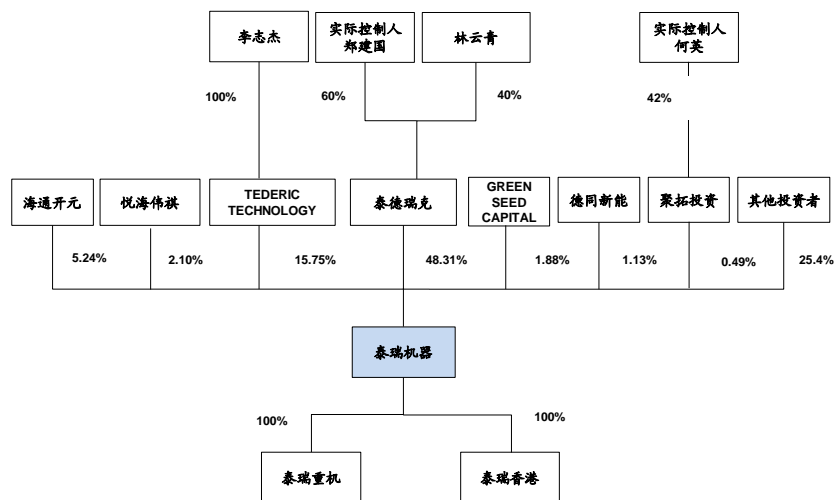 李志杰
实际控制人
郑建国
林云青
实际控制人
何英
100%
60%
40%
42%
海通开元
悦海伟祺
TEDERIC
TECHNOLOGY
泰德瑞克
GREEN
SEED
CAPITAL
德同新能
聚拓投资
其他投资者
5.24%
2.10%
15.75%
48.31%
1.88%
1.13%
0.49%
25.4%
泰瑞机器
100%
100%
泰瑞重机
泰瑞香港